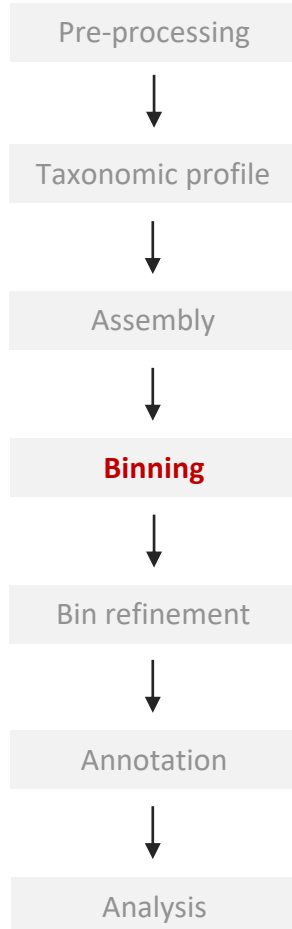 Pre-processing
Taxonomic profile
Assembly
Binning
Bin refinement
Annotation
Analysis